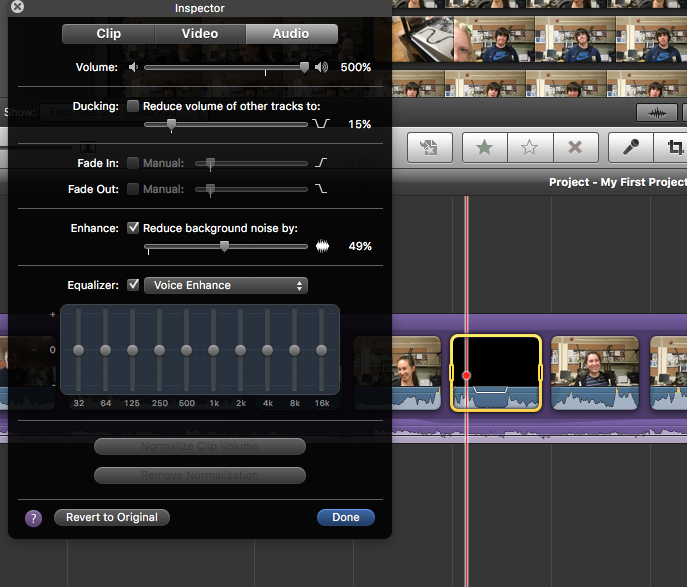 Inspector
Clip Video Audio
Volume: 500%
Show:
Ducking: Reduce volume of other tracks to:
15%
Fade In: Manual:
Fade Out: Manual:
Project - My First Project
Enhance: Reduce background noise by:
49%
Equalizer: Voice Enhance
+
0
-
32 64 125 250 500 1k 2k 4k 8k 16k
Normalize Clip Volume
Remove Normalization
? Revert to Original Done